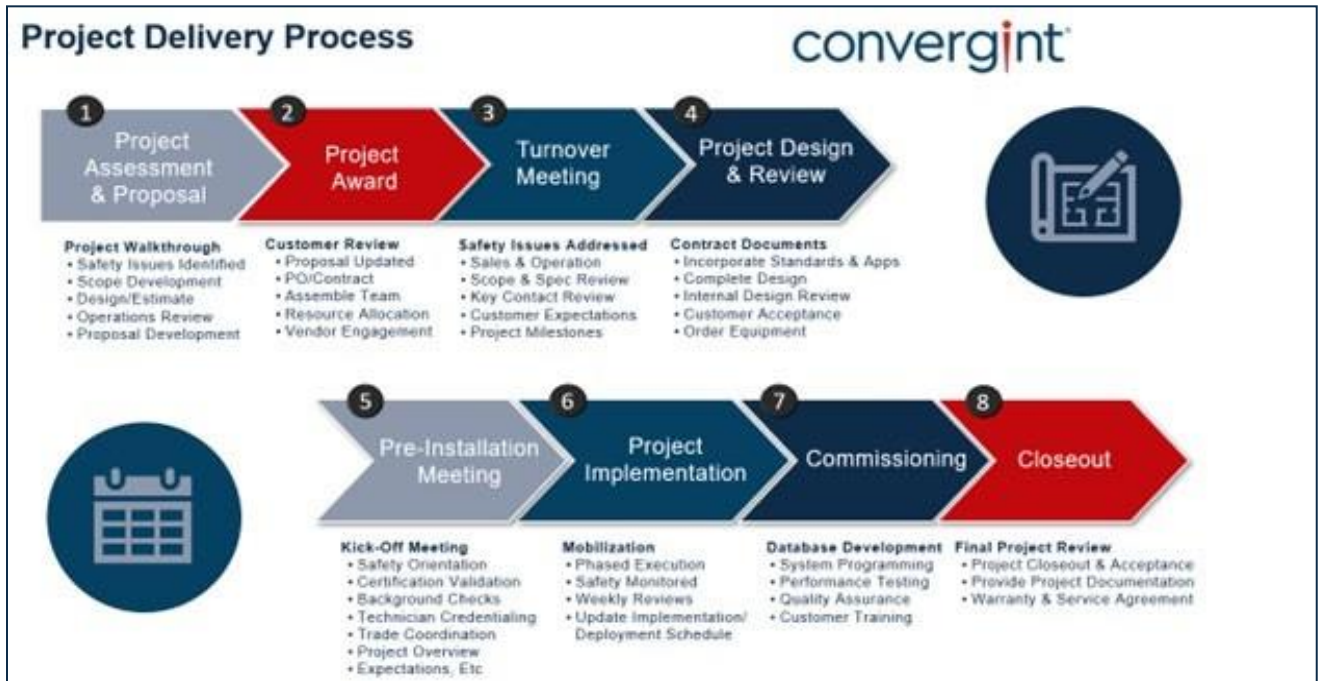 Project Delivery Process
convergint
1
Project
Assessment
& Proposal
2
Project
Award
3
Turnover
Meeting
4
Project Design
& Review
Project Walkthrough
• Safety Issues Identified
• Scope Development
• Design/Estimate
• Operations Review
• Proposal Development
Customer Review
• Proposal Updated
• PO/Contract
• Assemble Team
• Resource Allocation
• Vendor Engagement
Safety Issues Addressed
• Sales & Operation
• Scope & Spec Review
• Key Contact Review
• Customer Expectations
• Project Milestones
Contract Documents
• Incorporate Standards & Apps
• Complete Design
• Internal Design Review
• Customer Acceptance
• Order Equipment
5
Pre-Installation
Meeting
6
Project
Implementation
7
Commissioning
8
Closeout
Kick-Off Meeting
• Safety Orientation
• Certification Validation
• Background Checks
• Technician Credentialing
• Trade Coordination
• Project Overview
• Expectations, Etc
Mobilization
• Phased Execution
• Safety Monitored
• Weekly Reviews
• Update Implementation/
Deployment Schedule
Database Development
• System Programming
• Performance Testing
• Quality Assurance
• Customer Training
Final Project Review
• Project Closeout & Acceptance
• Provide Project Documentation
• Warranty & Service Agreement